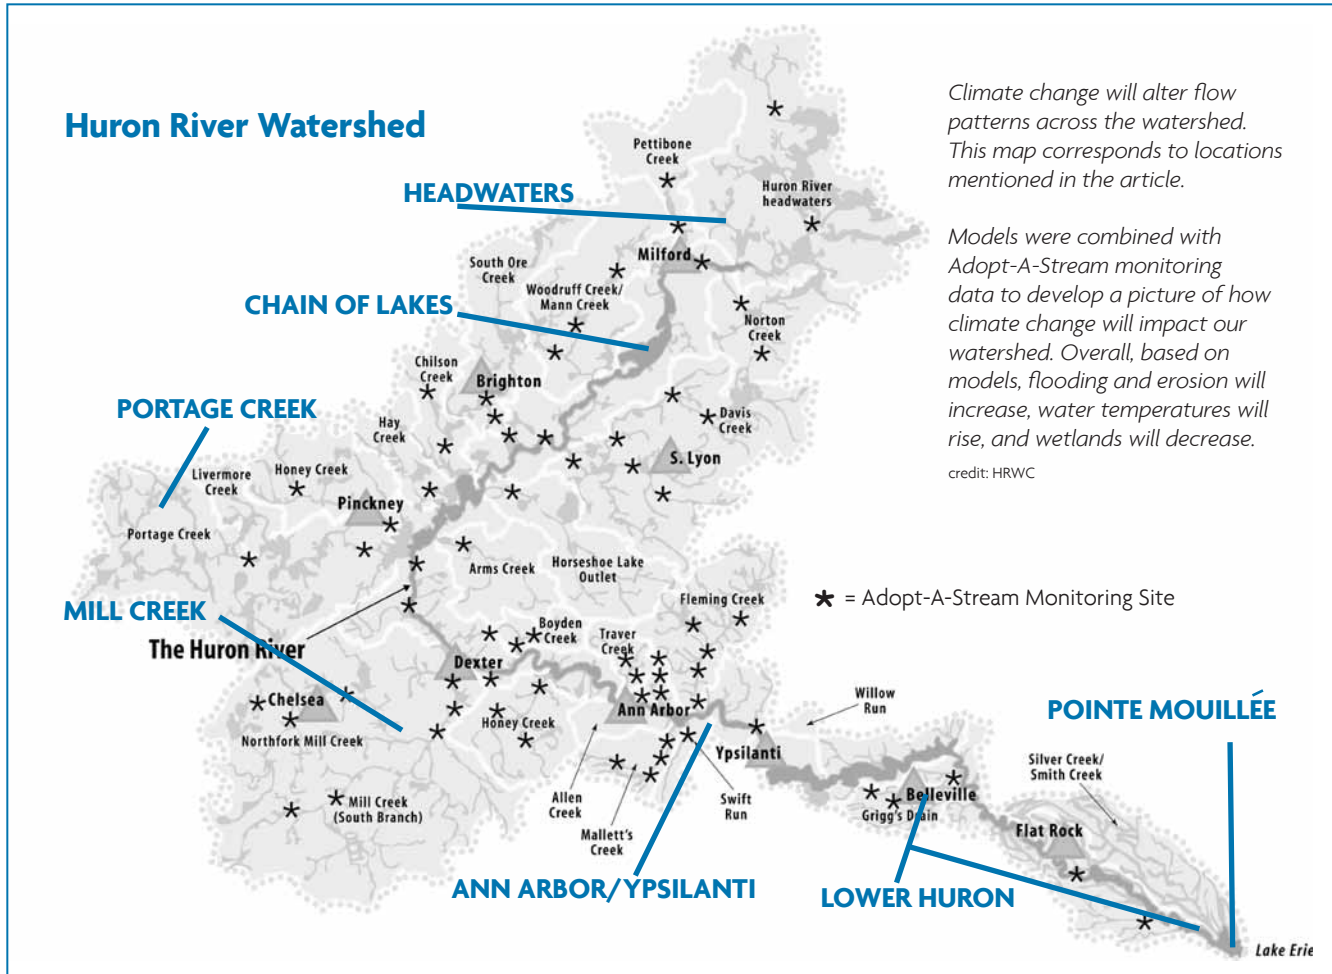 Huron River Watershed
Climate change will alter flow
patterns across the watershed.
This map corresponds to locations
mentioned in the article.
Models were combined with
Adopt-A-Stream monitoring
data to develop a picture of how
climate change will impact our
watershed. Overall, based on
models, flooding and erosion will
increase, water temperatures will
rise, and wetlands will decrease.
credit: HRWC
Pettibone
Creek
HEADWATERS
Huron River
headwaters
Milford
South Ore
Creek
Woodruff Creek/
Mann Creek
CHAIN OF LAKES
Norton
Creek
Chilson
Creek
Brighton
PORTAGE CREEK
Hay
Creek
Davis
Creek
S. Lyon
Livermore
Creek
Honey Creek
Pinckney
Portage Creek
Arms Creek
Horseshoe Lake
Outlet
* = Adopt-A-Stream Monitoring Site
MILL CREEK
Fleming Creek
The Huron River
Boyden
Creek
Traver
Creek
Dexter
Chelsea
Northfork Mill Creek
Honey Creek
Ann Arbor
Willow
Run
POINTE MOUILLÉE
Ypsilanti
Silver Creek/
Smith Creek
Belleville
Grigg's Drain
Mill Creek
(South Branch)
Allen
Creek
Swift
Run
Mallett's
Creek
Flat Rock
ANN ARBOR/YPSILANTI
LOWER HURON
Lake Erie